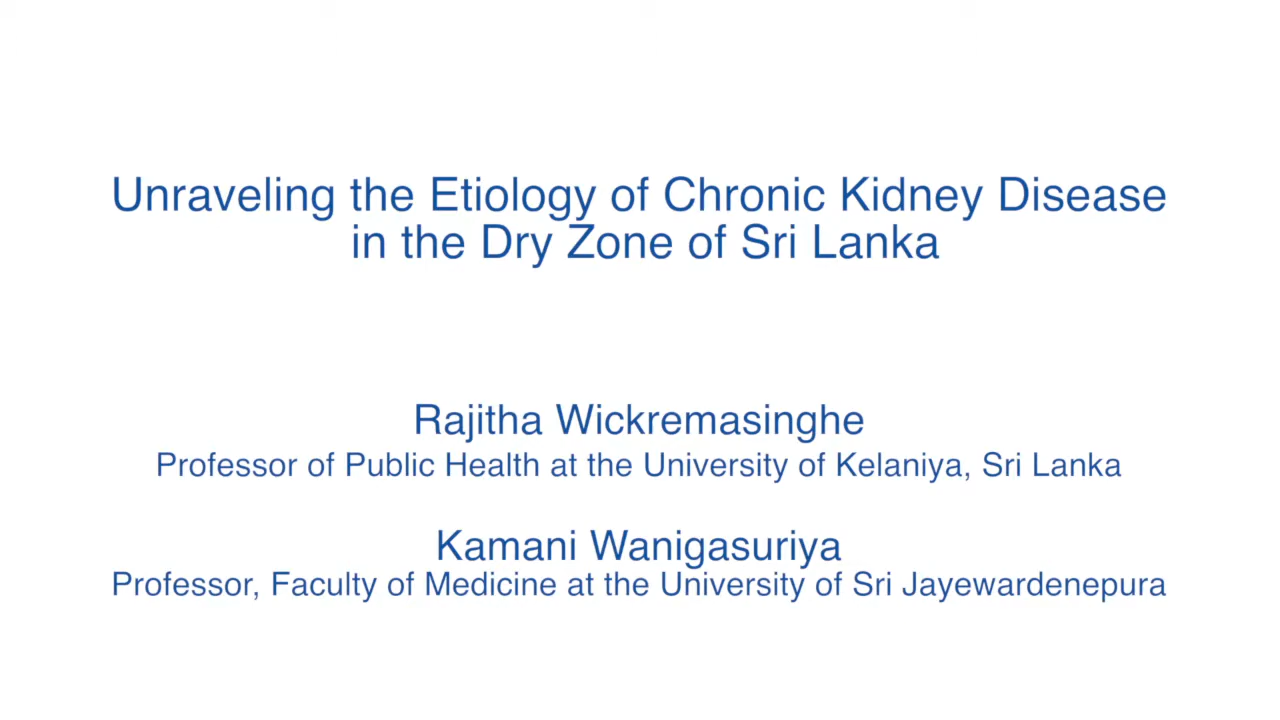 Unraveling the Etiology of Chronic Kidney Disease
in the Dry Zone of Sri Lanka
Rajitha Wickremasinghe
Professor of Public Health at the University of Kelaniya, Sri Lanka
Kamani Wanigasuriya
Professor, Faculty of Medicine at the University of Sri Jayewardenepura